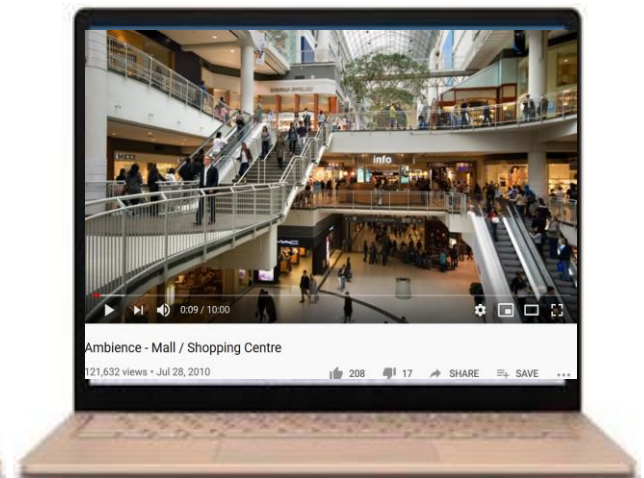 info
0:09 / 10:00
Ambience - Mall / Shopping Centre
121,632 views • Jul 28, 2010
208 17 SHARE SAVE